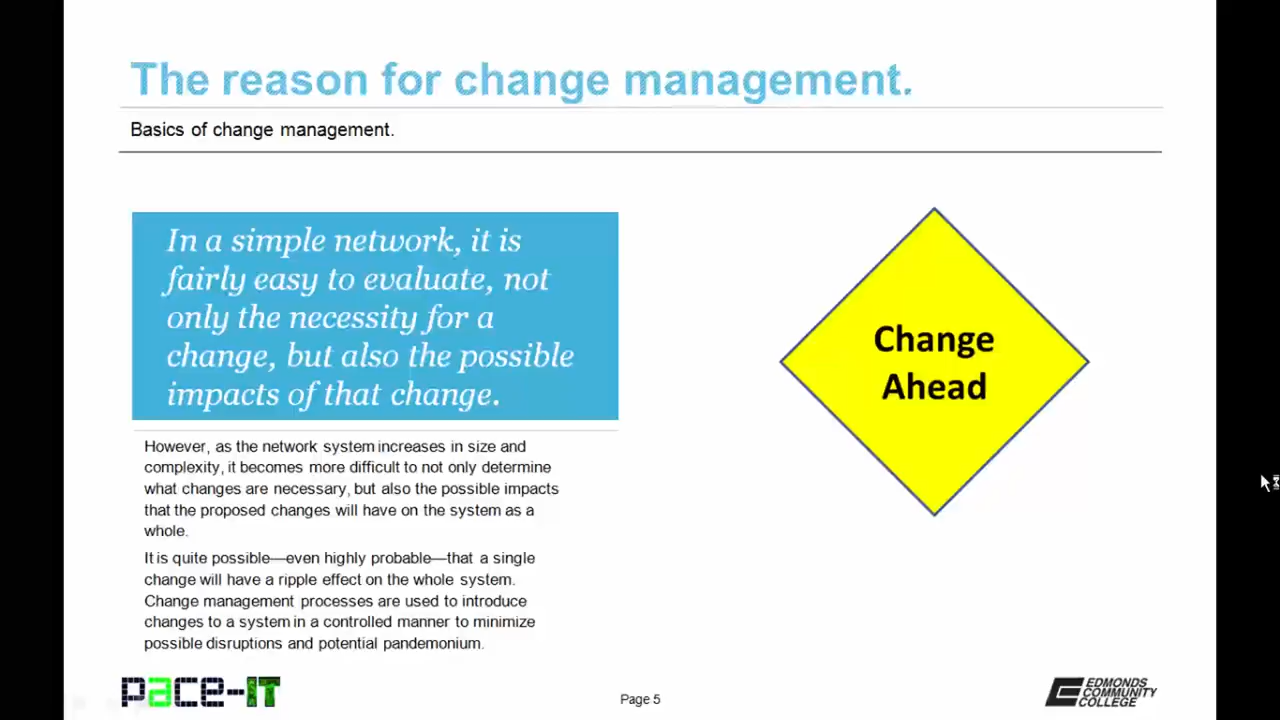 The reason for change management.
Basics of change management.
In a simple network, it is
fairly easy to evaluate, not
only the necessity for a
change, but also the possible
impacts of that change.
However, as the network system increases in size and
complexity, it becomes more difficult to not only determine
what changes are necessary, but also the possible impacts
that the proposed changes will have on the system as a
whole.
It is quite possible—even highly probable—that a single
change will have a ripple effect on the whole system.
Change management processes are used to introduce
changes to a system in a controlled manner to minimize
possible disruptions and potential pandemonium.
Change
Ahead
pace-IT
Page 5
EDMONDS
COMMUNITY
COLLEGE